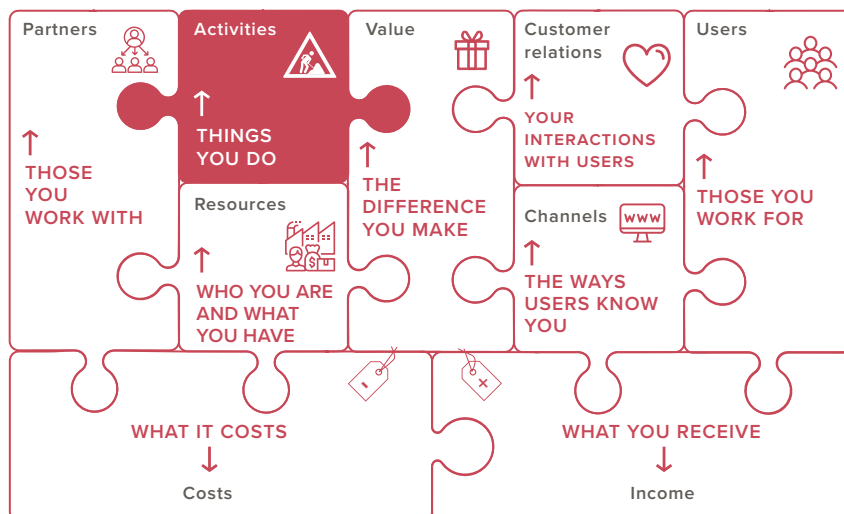 Partners
THOSE
YOU
WORK WITH
Activities
THINGS
YOU DO
Resources
WHO YOU ARE
AND WHAT
YOU HAVE
Value
THE
DIFFERENCE
YOU MAKE
Customer
relations
YOUR
INTERACTIONS
WITH USERS
Channels
WWW
THE WAYS
USERS KNOW
YOU
Users
THOSE YOU
WORK FOR
$
-
+
WHAT IT COSTS
Costs
WHAT YOU RECEIVE
Income